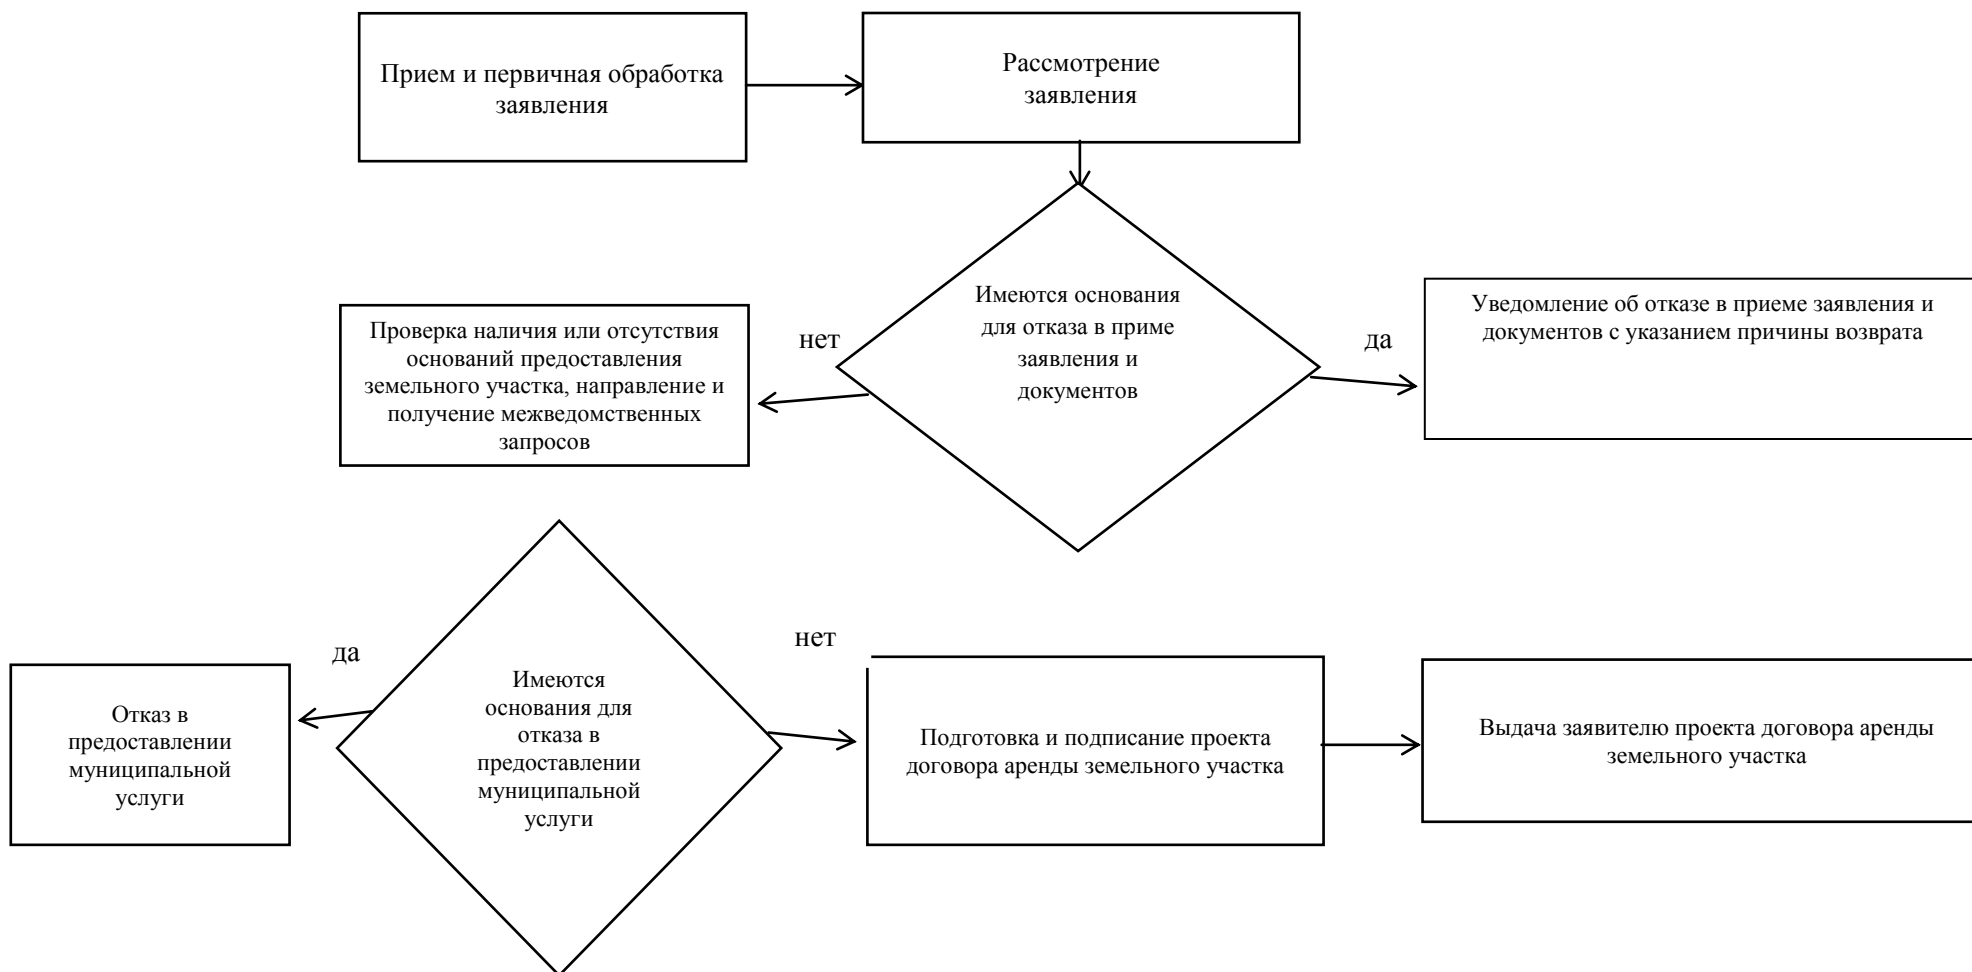 Прием и первичная обработка
заявления
Рассмотрение
заявления
Имеются основания
для отказа в приме
заявления и
документов
нет
да
Проверка наличия или отсутствия
оснований предоставления
земельного участка, направление и
получение межведомственных
запросов
Уведомление об отказе в приеме заявления и
документов с указанием причины возврата
Имеются
основания для
отказа в
предоставлении
муниципальной
услуги
да
нет
Отказ в
предоставлении
муниципальной
услуги
Подготовка и подписание проекта
договора аренды земельного участка
Выдача заявителю проекта договора аренды
земельного участка